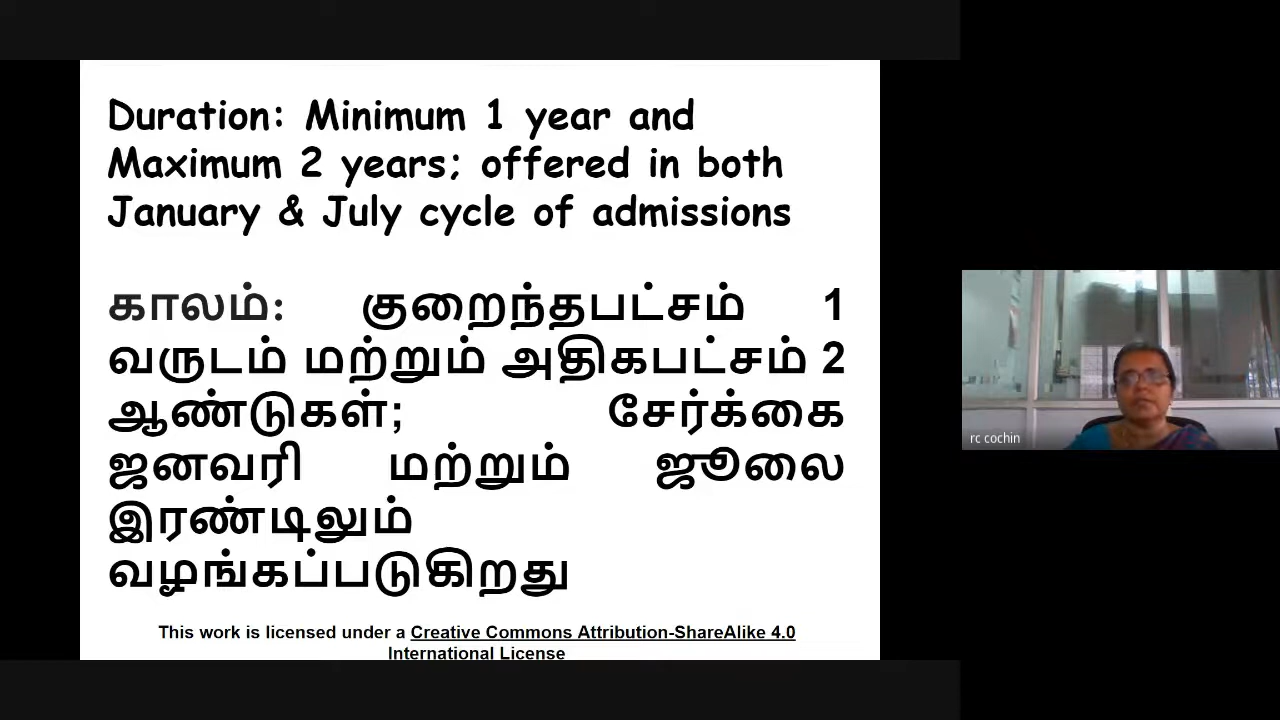 Duration: Minimum 1 year and
Maximum 2 years; offered in both
January & July cycle of admissions
காலம்: குறைந்தபட்சம் 1
வருடம் மற்றும் அதிகபட்சம் 2
ஆண்டுகள்; சேர்க்கை
ஜனவரி மற்றும் ஜூலை
இரண்டிலும்
வழங்கப்படுகிறது
This work is licensed under a Creative Commons Attribution-ShareAlike 4.0
International License
rc cochin